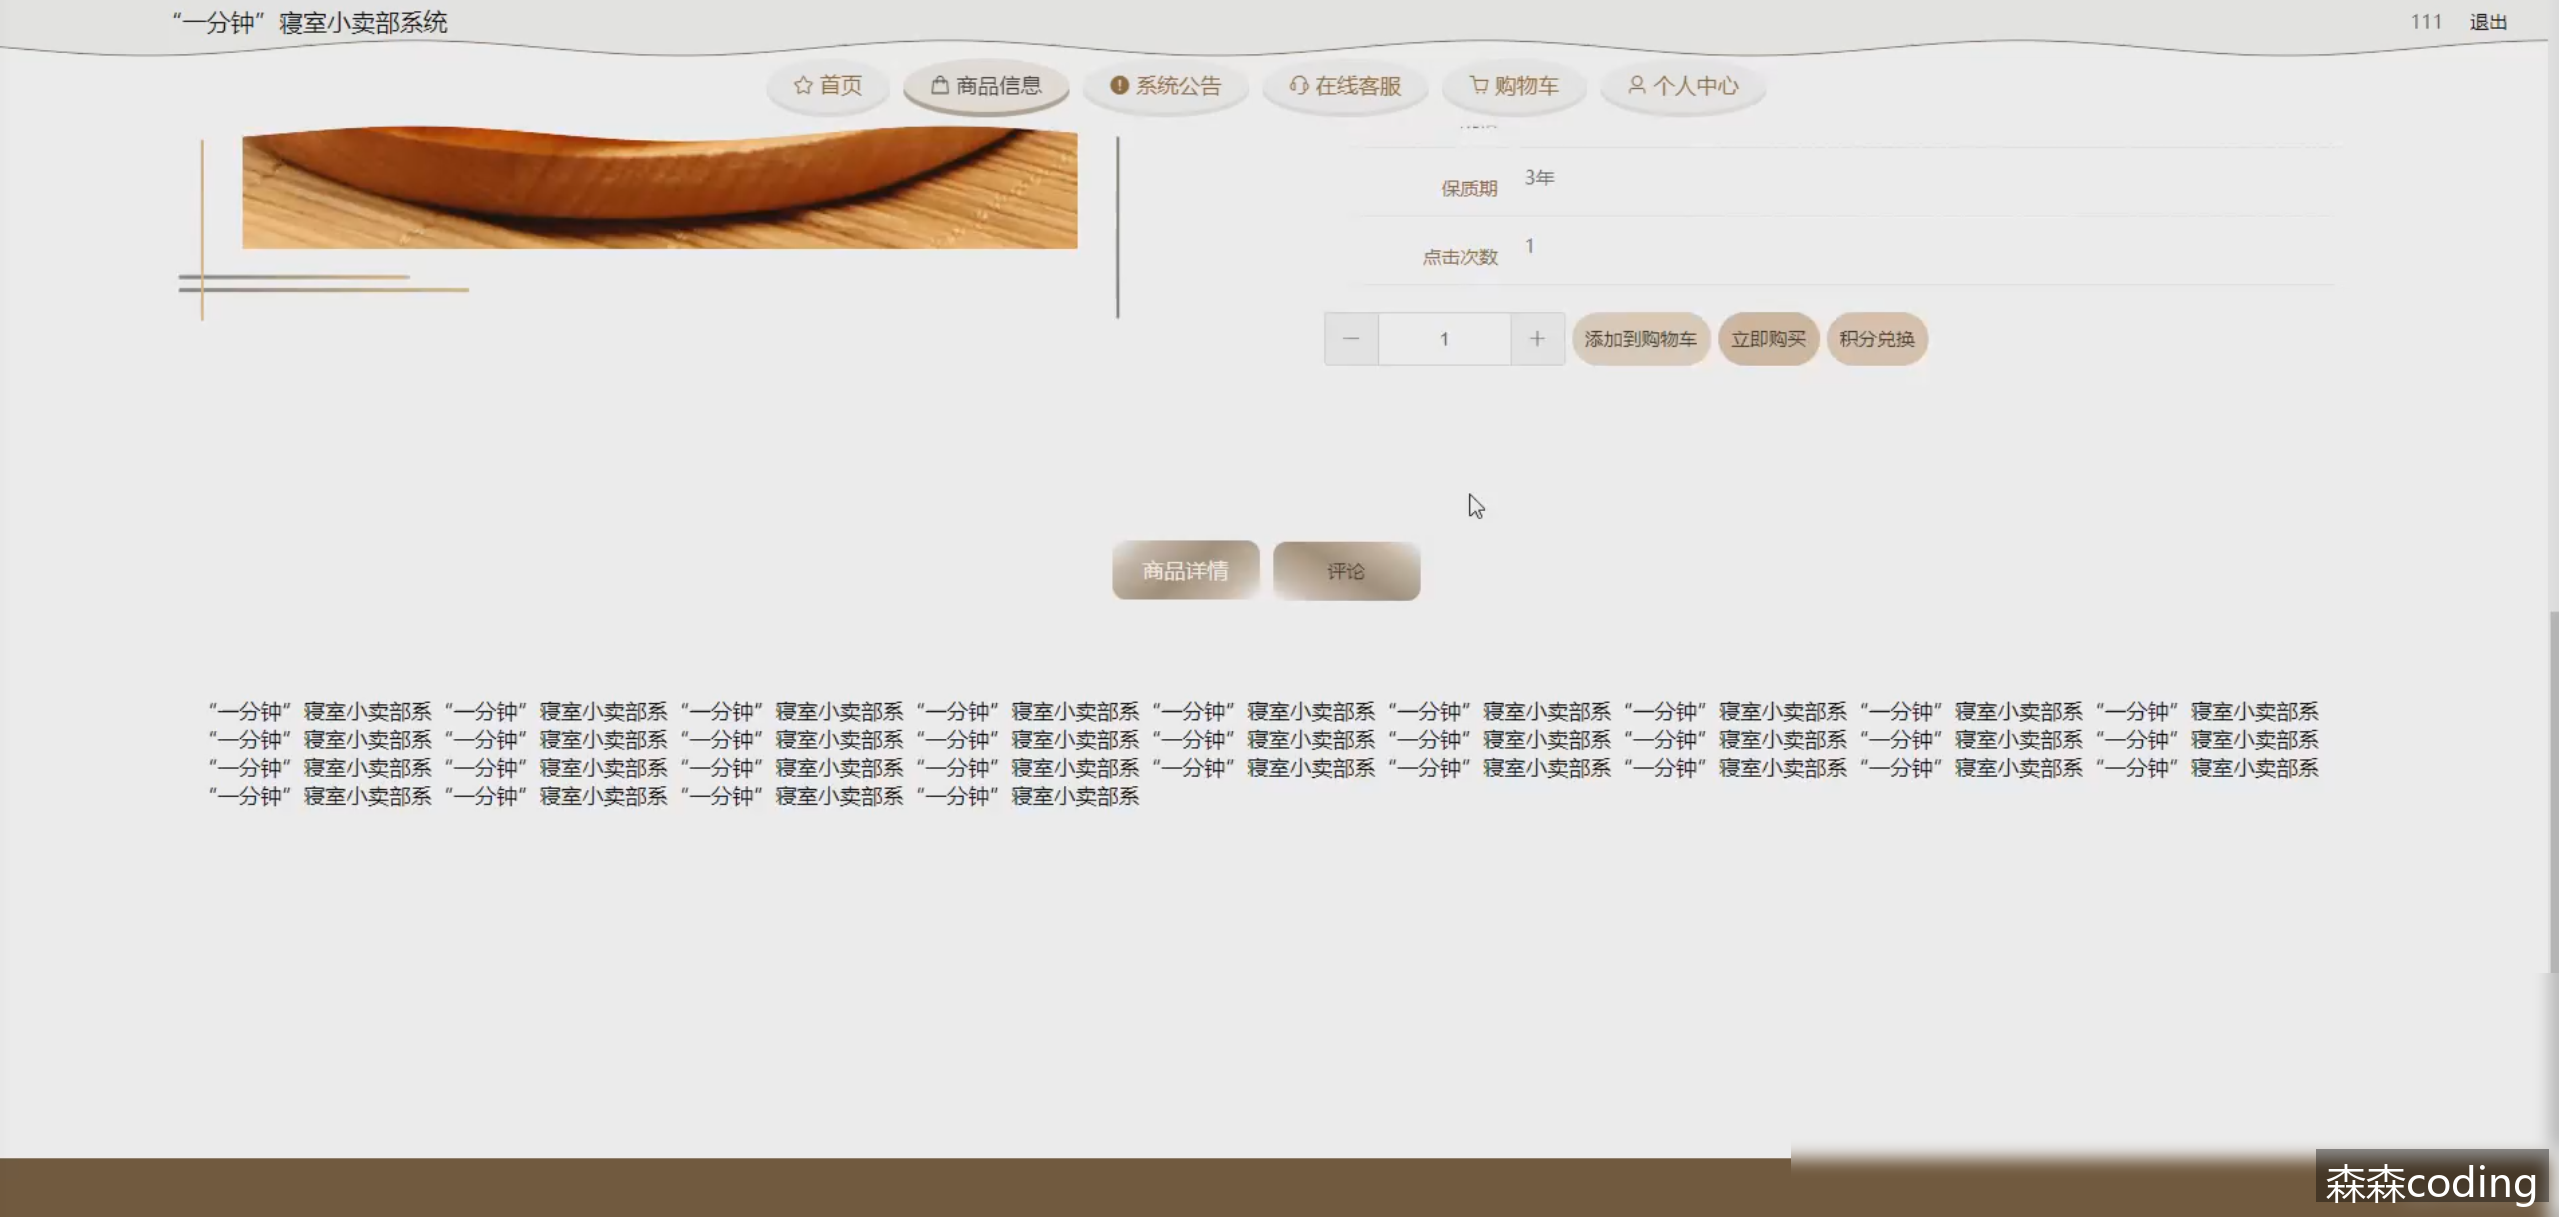 “一分钟”寝室小卖部系统
111 退出
首页 商品信息 系统公告 在线客服 购物车 个人中心
保质期 3年
点击次数 1
1 添加到购物车 立即购买 积分兑换
商品详情 评论
“一分钟”寝室小卖部系“一分钟”寝室小卖部系“一分钟”寝室小卖部系“一分钟”寝室小卖部系“一分钟”寝室小卖部系“一分钟”寝室小卖部系“一分钟”寝室小卖部系“一分钟”寝室小卖部系“一分钟”寝室小卖部系
“一分钟”寝室小卖部系“一分钟”寝室小卖部系“一分钟”寝室小卖部系“一分钟”寝室小卖部系“一分钟”寝室小卖部系“一分钟”寝室小卖部系“一分钟”寝室小卖部系“一分钟”寝室小卖部系“一分钟”寝室小卖部系
“一分钟”寝室小卖部系“一分钟”寝室小卖部系“一分钟”寝室小卖部系“一分钟”寝室小卖部系“一分钟”寝室小卖部系“一分钟”寝室小卖部系“一分钟”寝室小卖部系“一分钟”寝室小卖部系“一分钟”寝室小卖部系
“一分钟”寝室小卖部系“一分钟”寝室小卖部系“一分钟”寝室小卖部系“一分钟”寝室小卖部系
森森coding